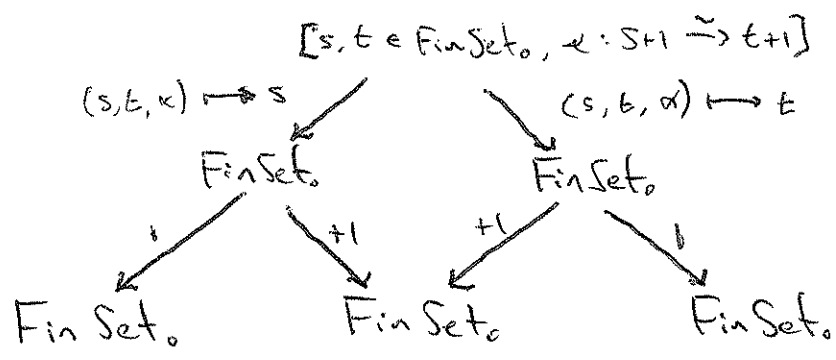 [s, t ∈ FinSet₀, α : S+1 ⥲ t+1]
(s, t, α) ↦ s
(s, t, α) ↦ t
FinSet₀
FinSet₀
1
+1
+1
1
FinSet₀
FinSet₀
FinSet₀